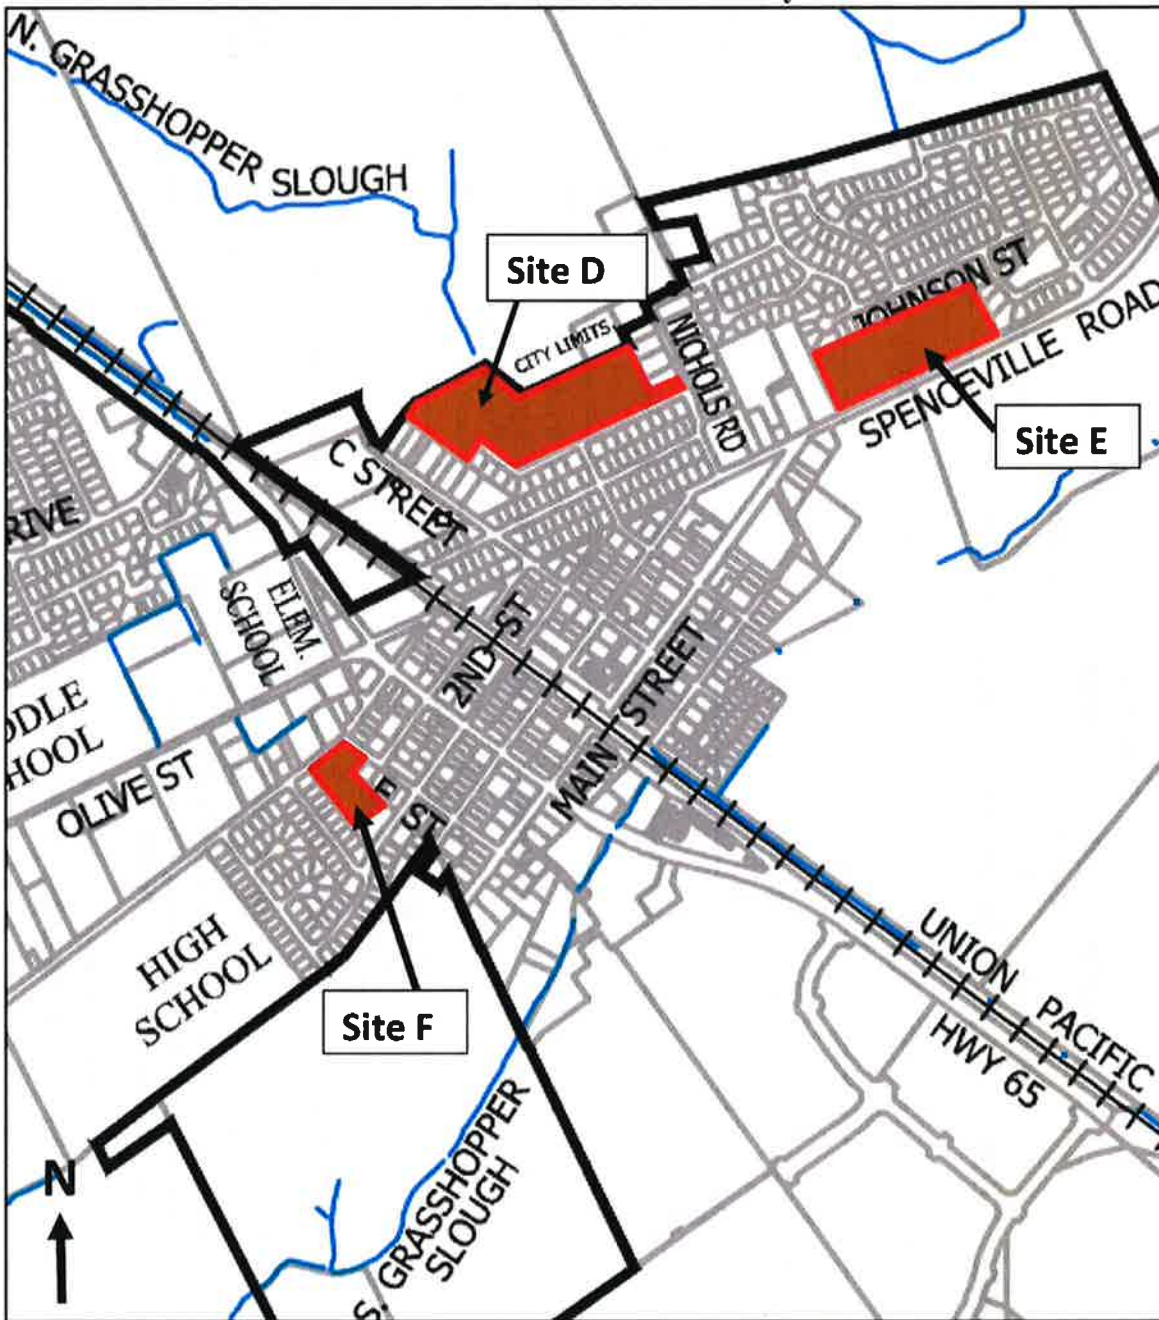 N. GRASSHOPPER SLOUGH
Site D
CITY LIMITS
JOHNSON ST
NICHOLS RD
SPENCEVILLE ROAD
Site E
C STREET
RIVE
ELEM.
SCHOOL
2ND ST
MAIN STREET
DDLE
HOOL
OLIVE ST
F ST
HIGH
SCHOOL
Site F
UNION PACIFIC
HWY 65
N
S. GRASSHOPPER
SLOUGH